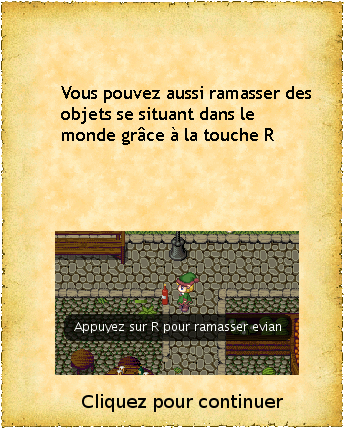 Vous pouvez aussi ramasser des
objets se situant dans le
monde grâce à la touche R
Appuyez sur R pour ramasser evian
Cliquez pour continuer